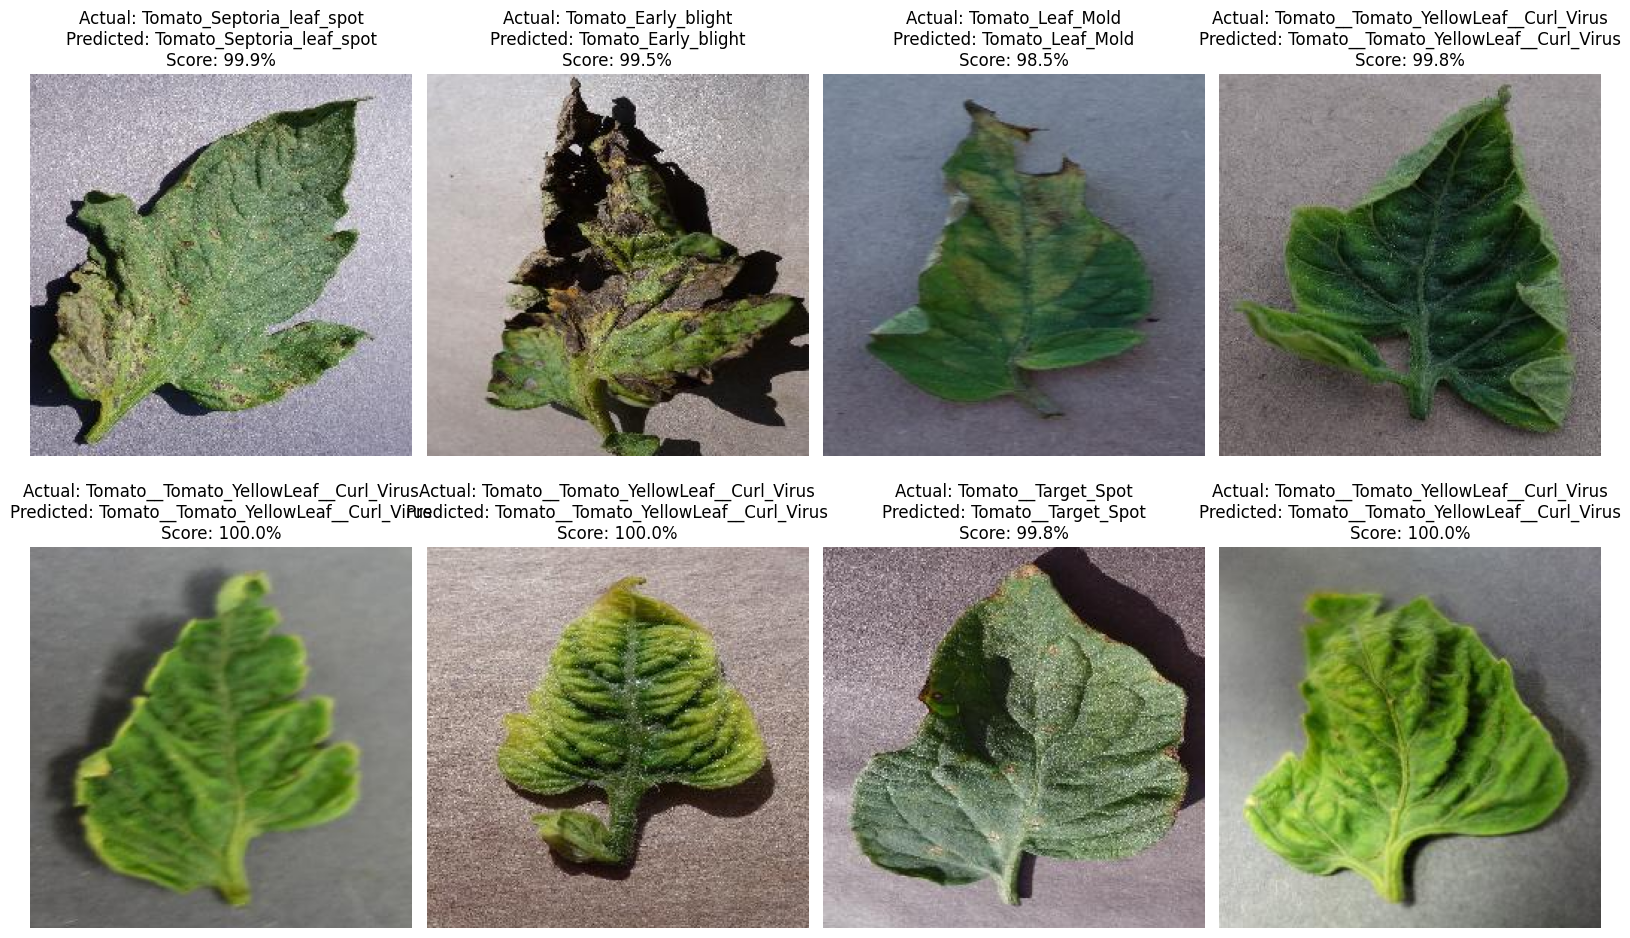 Actual: Tomato_Septoria_leaf_spot
Predicted: Tomato_Septoria_leaf_spot
Score: 99.9%
Actual: Tomato_Early_blight
Predicted: Tomato_Early_blight
Score: 99.5%
Actual: Tomato_Leaf_Mold
Predicted: Tomato_Leaf_Mold
Score: 98.5%
Actual: Tomato__Tomato_YellowLeaf__Curl_Virus
Predicted: Tomato__Tomato_YellowLeaf__Curl_Virus
Score: 99.8%
Actual: Tomato__Tomato_YellowLeaf__Curl_Virus
Predicted: Tomato__Tomato_YellowLeaf__Curl_Virus
Score: 100.0%
Actual: Tomato__Tomato_YellowLeaf__Curl_Virus
Predicted: Tomato__Tomato_YellowLeaf__Curl_Virus
Score: 100.0%
Actual: Tomato__Target_Spot
Predicted: Tomato__Target_Spot
Score: 99.8%
Actual: Tomato__Tomato_YellowLeaf__Curl_Virus
Predicted: Tomato__Tomato_YellowLeaf__Curl_Virus
Score: 100.0%